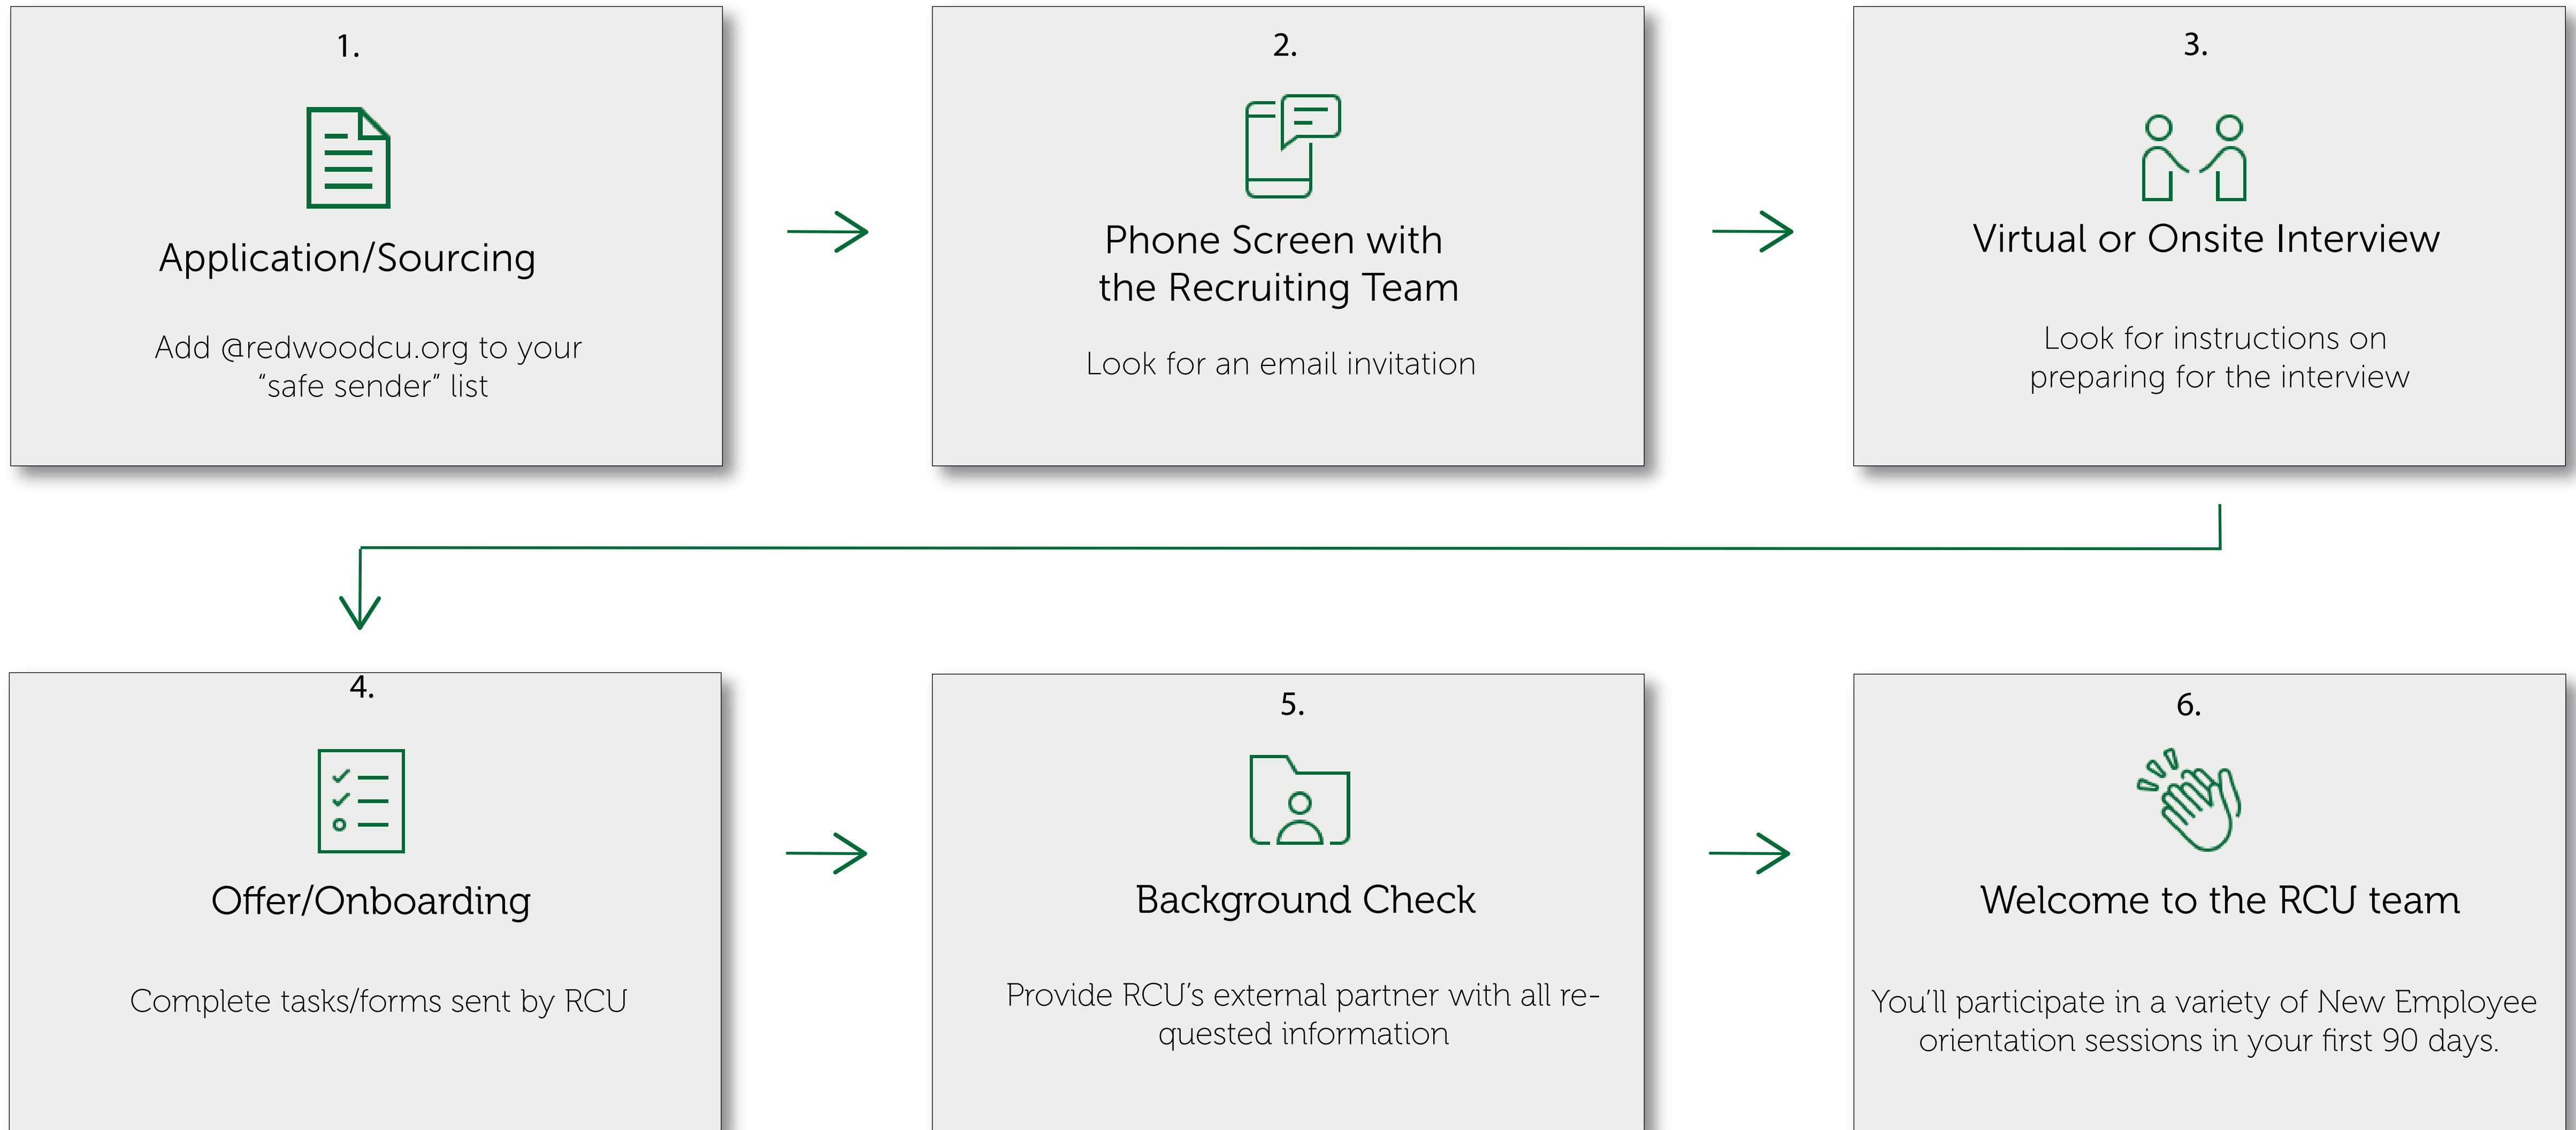 1.
Application/Sourcing
Add @redwoodcu.org to your
“safe sender” list
2.
Phone Screen with
the Recruiting Team
Look for an email invitation
3.
Virtual or Onsite Interview
Look for instructions on
preparing for the interview
4.
Offer/Onboarding
Complete tasks/forms sent by RCU
5.
Background Check
Provide RCU’s external partner with all re-
quested information
6.
Welcome to the RCU team
You’ll participate in a variety of New Employee
orientation sessions in your first 90 days.